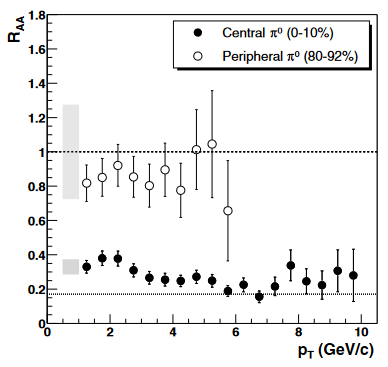 R_AA
1.8
Central π⁰ (0-10%)
Peripheral π⁰ (80-92%)
1.6
1.4
1.2
1
0.8
0.6
0.4
0.2
0
0 2 4 6 8 10
p_T (GeV/c)